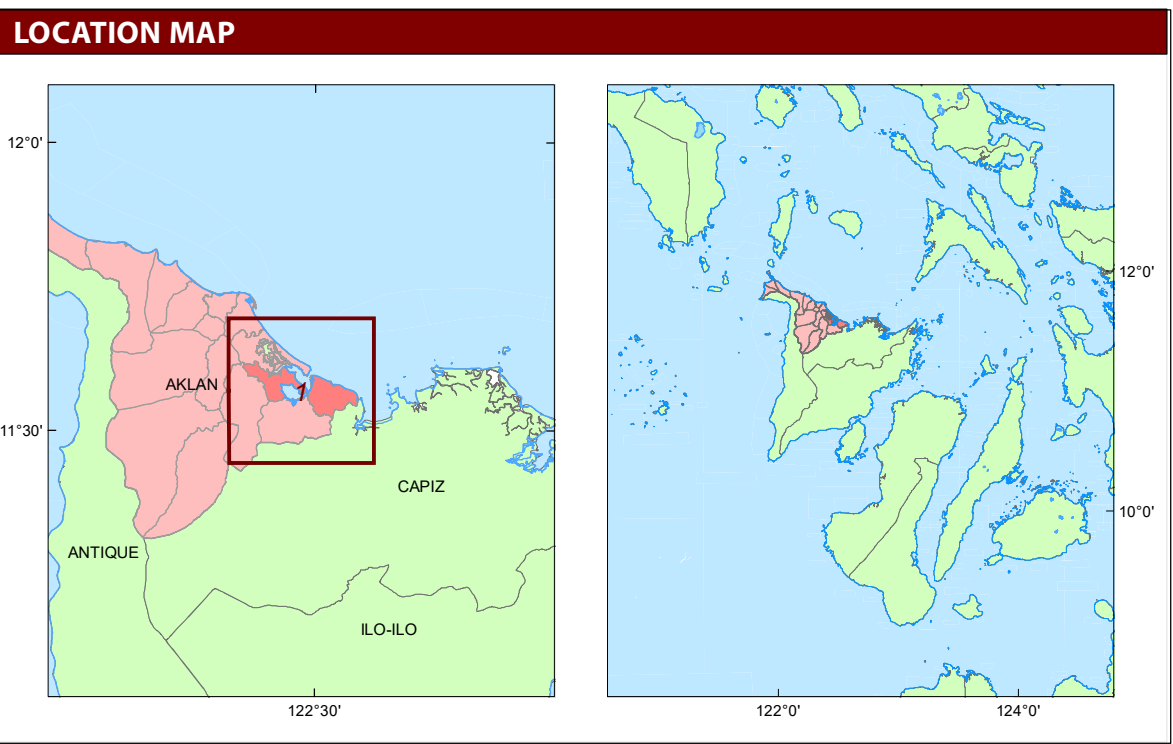 LOCATION MAP
12°0'
11°30'
AKLAN
1
CAPIZ
ANTIQUE
ILO-ILO
122°30'
12°0'
10°0'
122°0'
124°0'